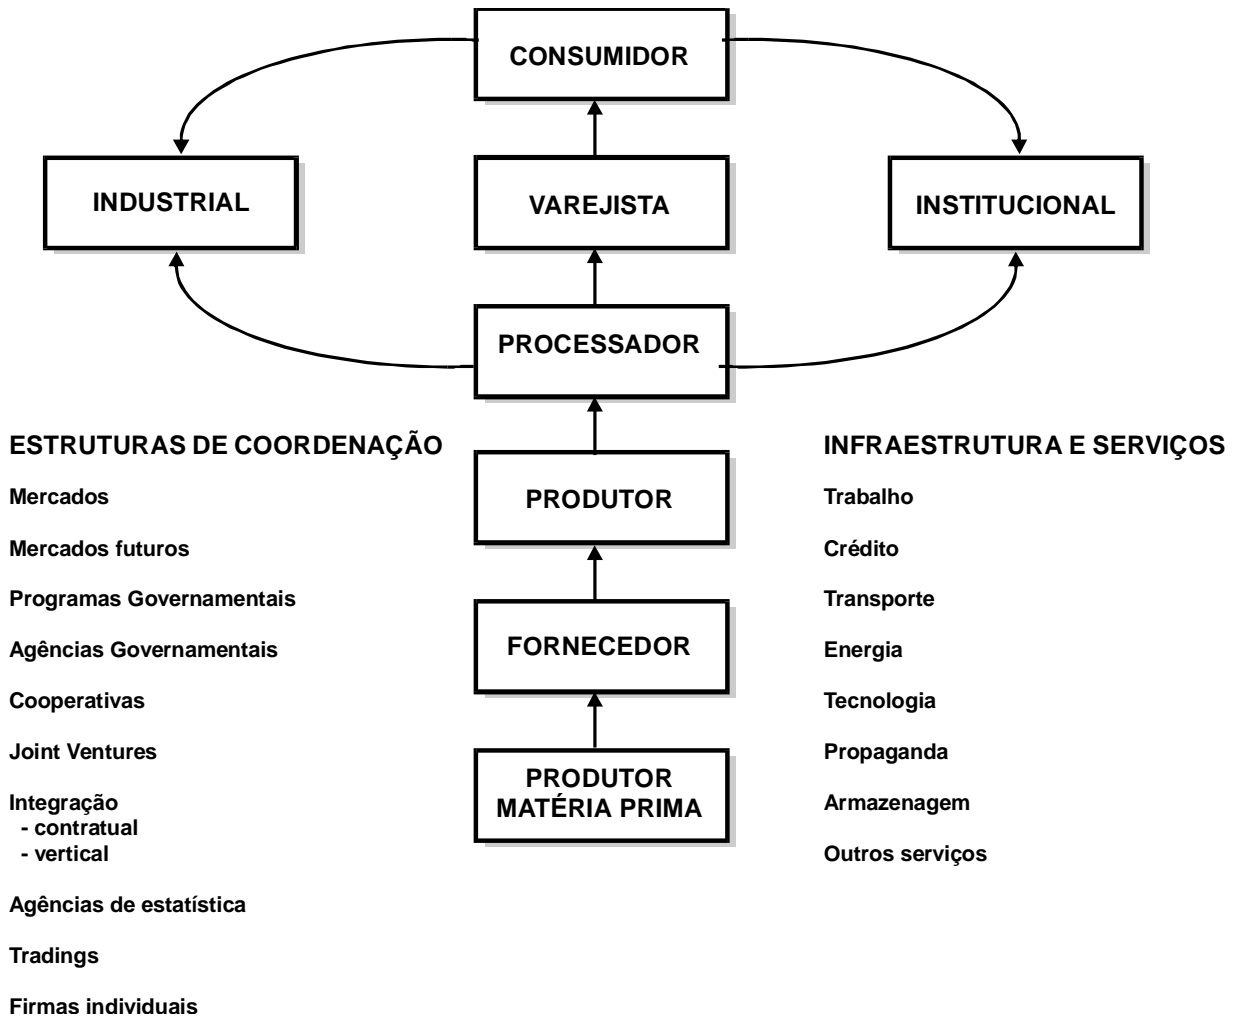 CONSUMIDOR
INDUSTRIAL
VAREJISTA
INSTITUCIONAL
PROCESSADOR
ESTRUTURAS DE COORDENAÇÃO
Mercados
Mercados futuros
Programas Governamentais
Agências Governamentais
Cooperativas
Joint Ventures
Integração
- contratual
- vertical
Agências de estatística
Tradings
Firmas individuais
PRODUTOR
FORNECEDOR
PRODUTOR
MATÉRIA PRIMA
INFRAESTRUTURA E SERVIÇOS
Trabalho
Crédito
Transporte
Energia
Tecnologia
Propaganda
Armazenagem
Outros serviços